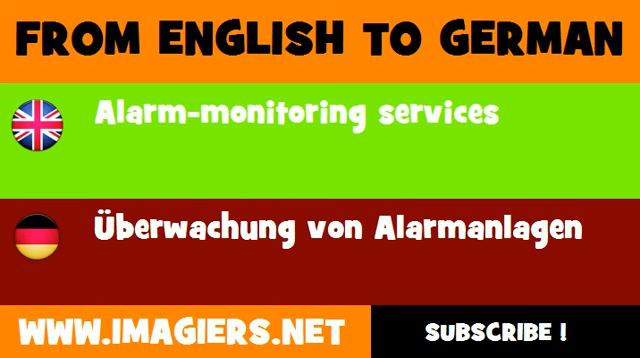 FROM ENGLISH TO GERMAN
Alarm-monitoring services
Überwachung von Alarmanlagen
WWW.IMAGIERS.NET
SUBSCRIBE !